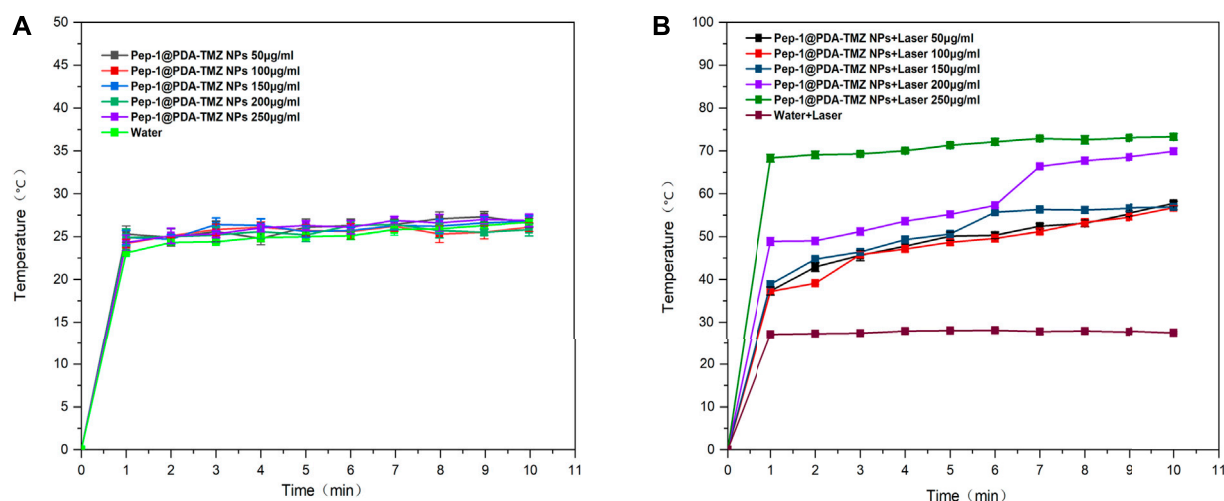 A
50
45
40
35
30
25
20
15
10
5
0
Temperature（℃）
Pep-1@PDA-TMZ NPs 50μg/ml
Pep-1@PDA-TMZ NPs 100μg/ml
Pep-1@PDA-TMZ NPs 150μg/ml
Pep-1@PDA-TMZ NPs 200μg/ml
Pep-1@PDA-TMZ NPs 250μg/ml
Water
0 1 2 3 4 5 6 7 8 9 10 11
Time（min）
B
100
90
80
70
60
50
40
30
20
10
0
Temperature（℃）
Pep-1@PDA-TMZ NPs+Laser 50μg/ml
Pep-1@PDA-TMZ NPs+Laser 100μg/ml
Pep-1@PDA-TMZ NPs+Laser 150μg/ml
Pep-1@PDA-TMZ NPs+Laser 200μg/ml
Pep-1@PDA-TMZ NPs+Laser 250μg/ml
Water+Laser
0 1 2 3 4 5 6 7 8 9 10 11
Time（min）